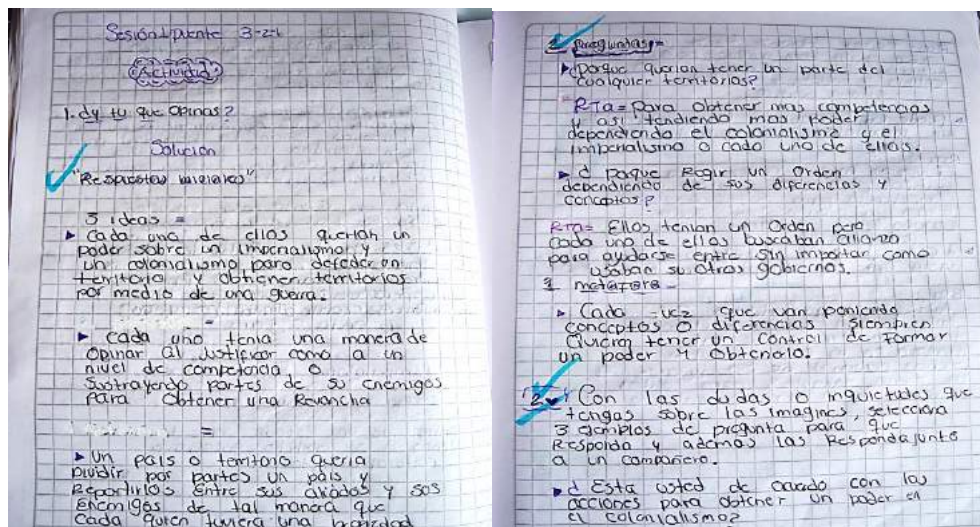 Sesión puente 3-2-1
Actividad
1. ¿y tu que opinas?
Solución
"Respuestas iniciales"
3 ideas =
Cada una de ellas querian un
poder sobre un imperialismo y
un colonialismo para defeder un
territorio y obtener territorios
por medio de una guerra.
Cada uno tenia una manera de
opinar al justificar como a un
nivel de competencia o
sustrayendo partes de su enemigos
para obtener una Revancha
=
Un pais o territorio queria
Dividir por partes un pais y
Repartirlos entre sus aliados y sus
enemigos de tal manera que
Cada quien tuviera una
2 Preguntas=
¿porque querian tener un parte del
cualquier territorios?
RTa= Para obtener mas competencias
y asi tendiendo mas poder
dependiendo el colonialismo y el
imperialismo a cada uno de ellos.
¿ porque Regir un Orden
dependiendo de sus diferencias y
conceptos?
RTa= Ellos tenian un Orden pero
cada uno de ellos buscaban alianza
para ayudarse entre sin importar como
usaban su otros gobiernos.
1 metafora -
Cada vez que van poniendo
conceptos o diferencias siempren
Quieren tener un control de formar
un poder y obtenerlo.
2 Con las dudas o inquietudes que
tengas sobre las imagines, selecciona
3 ejemplos de pregunta para que
Responda y ademas las Responda junto
a un compañero.
¿ Esta usted de acuerdo con las
acciones para obtener un poder en
el colonialismo?